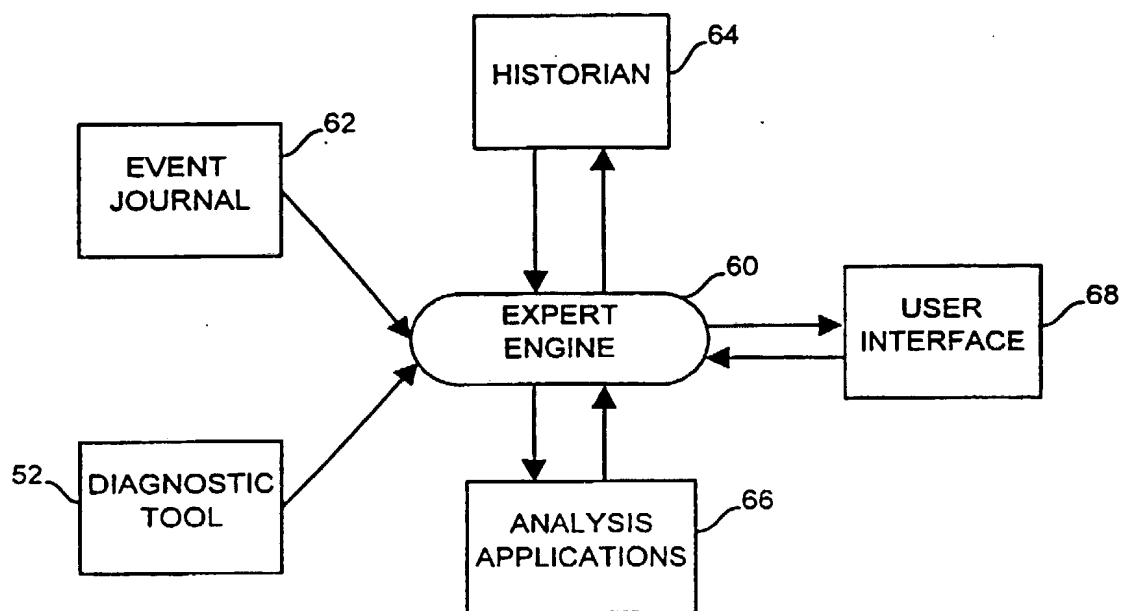 64
HISTORIAN
62
EVENT
JOURNAL
60
EXPERT
ENGINE
68
USER
INTERFACE
52
DIAGNOSTIC
TOOL
66
ANALYSIS
APPLICATIONS